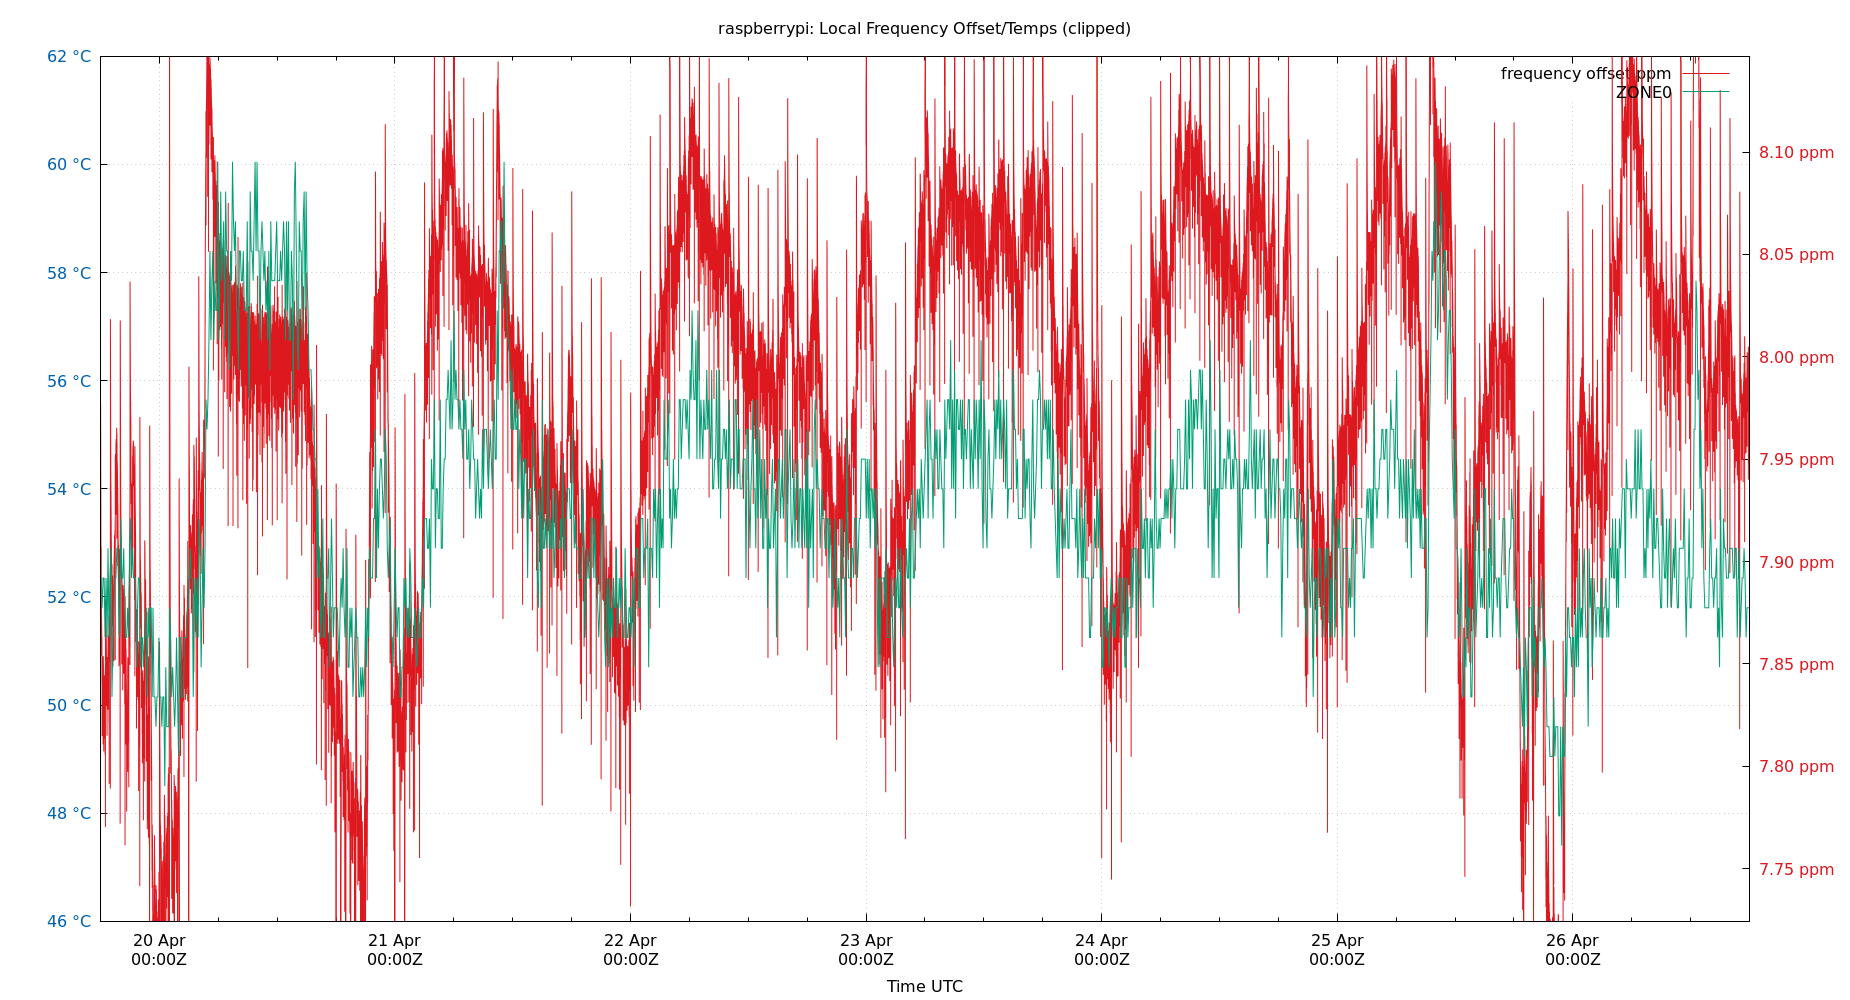 raspberrypi: Local Frequency Offset/Temps (clipped)
frequency offset ppm
ZONE0
62 °C
60 °C
58 °C
56 °C
54 °C
52 °C
50 °C
48 °C
46 °C
8.10 ppm
8.05 ppm
8.00 ppm
7.95 ppm
7.90 ppm
7.85 ppm
7.80 ppm
7.75 ppm
20 Apr 21 Apr 22 Apr 23 Apr 24 Apr 25 Apr 26 Apr
00:00Z 00:00Z 00:00Z 00:00Z 00:00Z 00:00Z 00:00Z
Time UTC